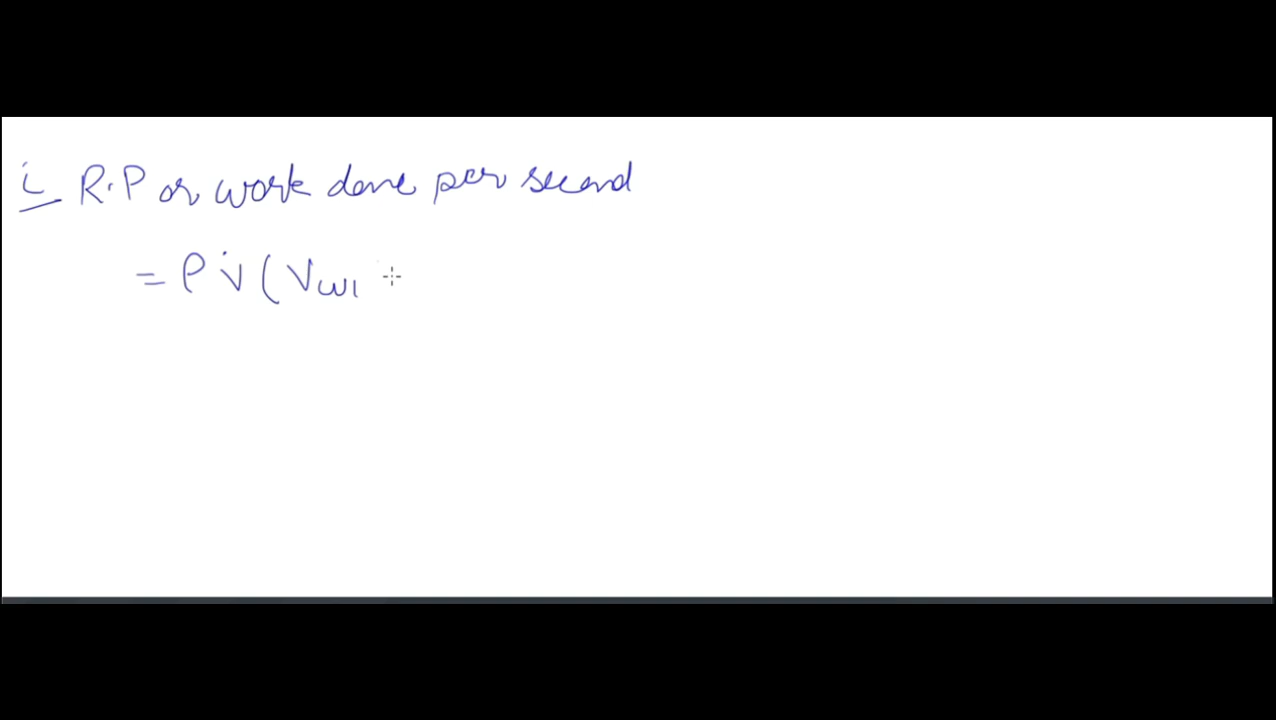 i R.P or work done per second
= ρ V̇ (Vw1